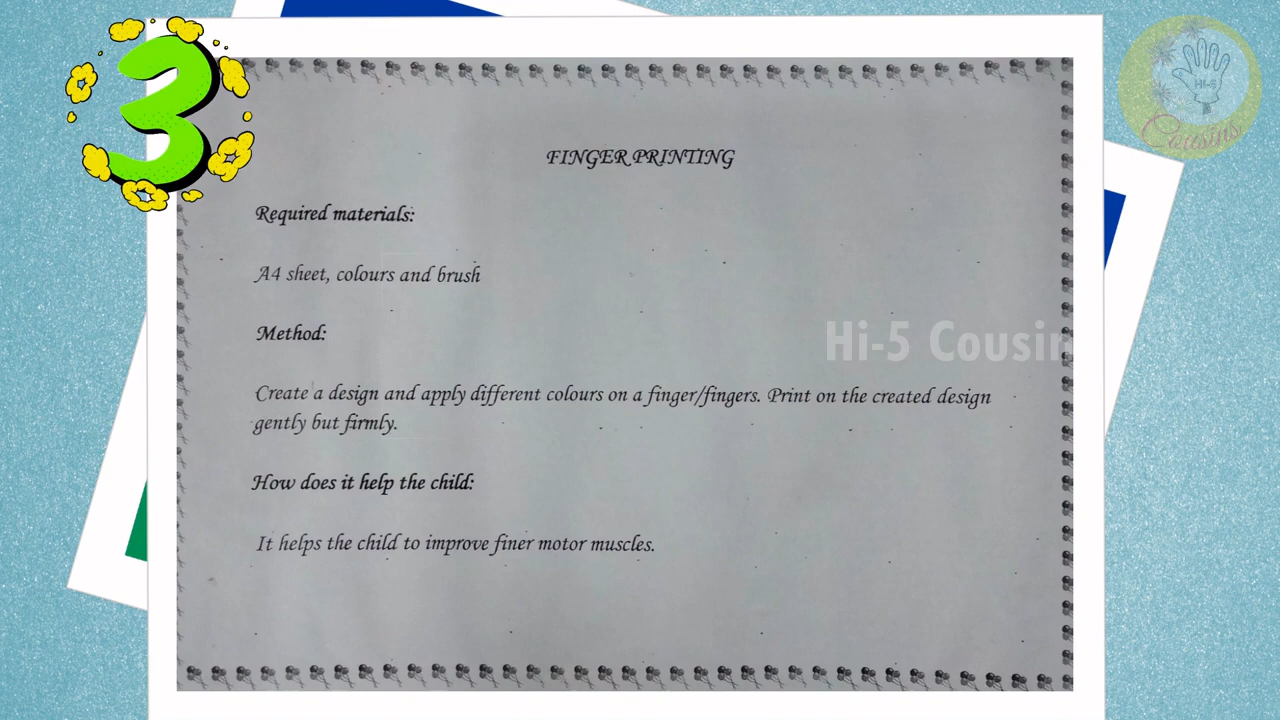 3
Hi-5
Cousins
FINGER PRINTING
Required materials:
A4 sheet, colours and brush
Method:
Hi-5 Cousin
Create a design and apply different colours on a finger/fingers. Print on the created design
gently but firmly.
How does it help the child:
It helps the child to improve finer motor muscles.